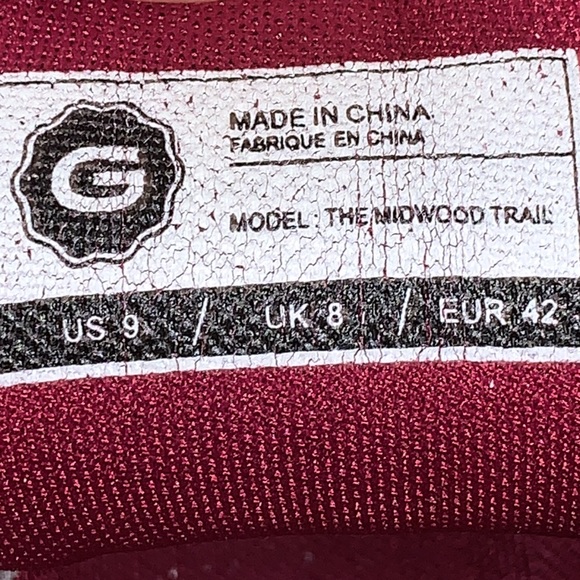 G
MADE IN CHINA
FABRIQUE EN CHINA
MODEL: THE MIDWOOD TRAIL
US 9 / UK 8 / EUR 42